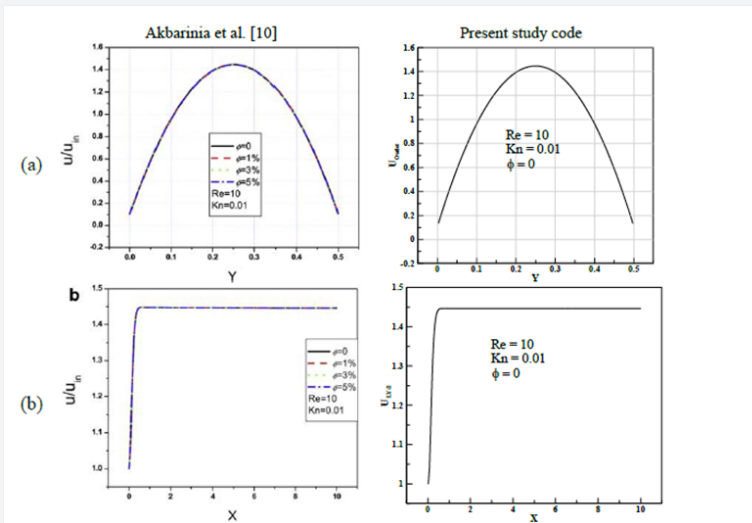 Akbarinia et al. [10]
Present study code
(a)
u/u_in
1.6
1.4
1.2
1.0
0.8
0.6
0.4
0.2
0.0
-0.2
ϕ=0
ϕ=1%
ϕ=3%
ϕ=5%
Re=10
Kn=0.01
0.0 0.1 0.2 0.3 0.4 0.5
Y
U_Outlet
1.6
1.4
1.2
1
0.8
0.6
0.4
0.2
0
-0.2
Re = 10
Kn = 0.01
ϕ = 0
0 0.1 0.2 0.3 0.4 0.5
Y
(b)
b
u/u_in
1.5
1.4
1.3
1.2
1.1
1.0
ϕ=0
ϕ=1%
ϕ=3%
ϕ=5%
Re=10
Kn=0.01
0 2 4 6 8 10
X
1.5
1.4
1.3
1.2
1.1
1
Re = 10
Kn = 0.01
ϕ = 0
0 2 4 6 8 10
X